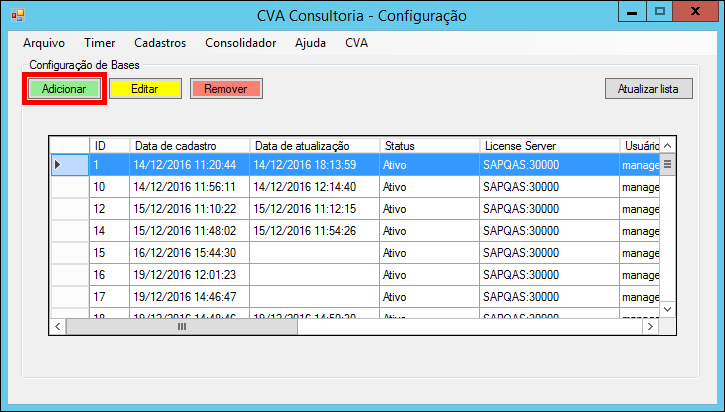 CVA Consultoria - Configuração
Arquivo Timer Cadastros Consolidador Ajuda CVA
Configuração de Bases
Adicionar Editar Remover Atualizar lista
ID Data de cadastro Data de atualização Status License Server Usuário
1 14/12/2016 11:20:44 14/12/2016 18:13:59 Ativo SAPQAS:30000 manage
10 14/12/2016 11:56:11 14/12/2016 12:14:40 Ativo SAPQAS:30000 manage
12 15/12/2016 11:10:22 15/12/2016 11:12:15 Ativo SAPQAS:30000 manage
14 15/12/2016 11:48:02 15/12/2016 11:54:26 Ativo SAPQAS:30000 manage
15 16/12/2016 15:44:30 Ativo SAPQAS:30000 manage
16 19/12/2016 12:01:23 Ativo SAPQAS:30000 manage
17 19/12/2016 14:46:47 Ativo SAPQAS:30000 manage
18 Ativo SAPQAS:30000